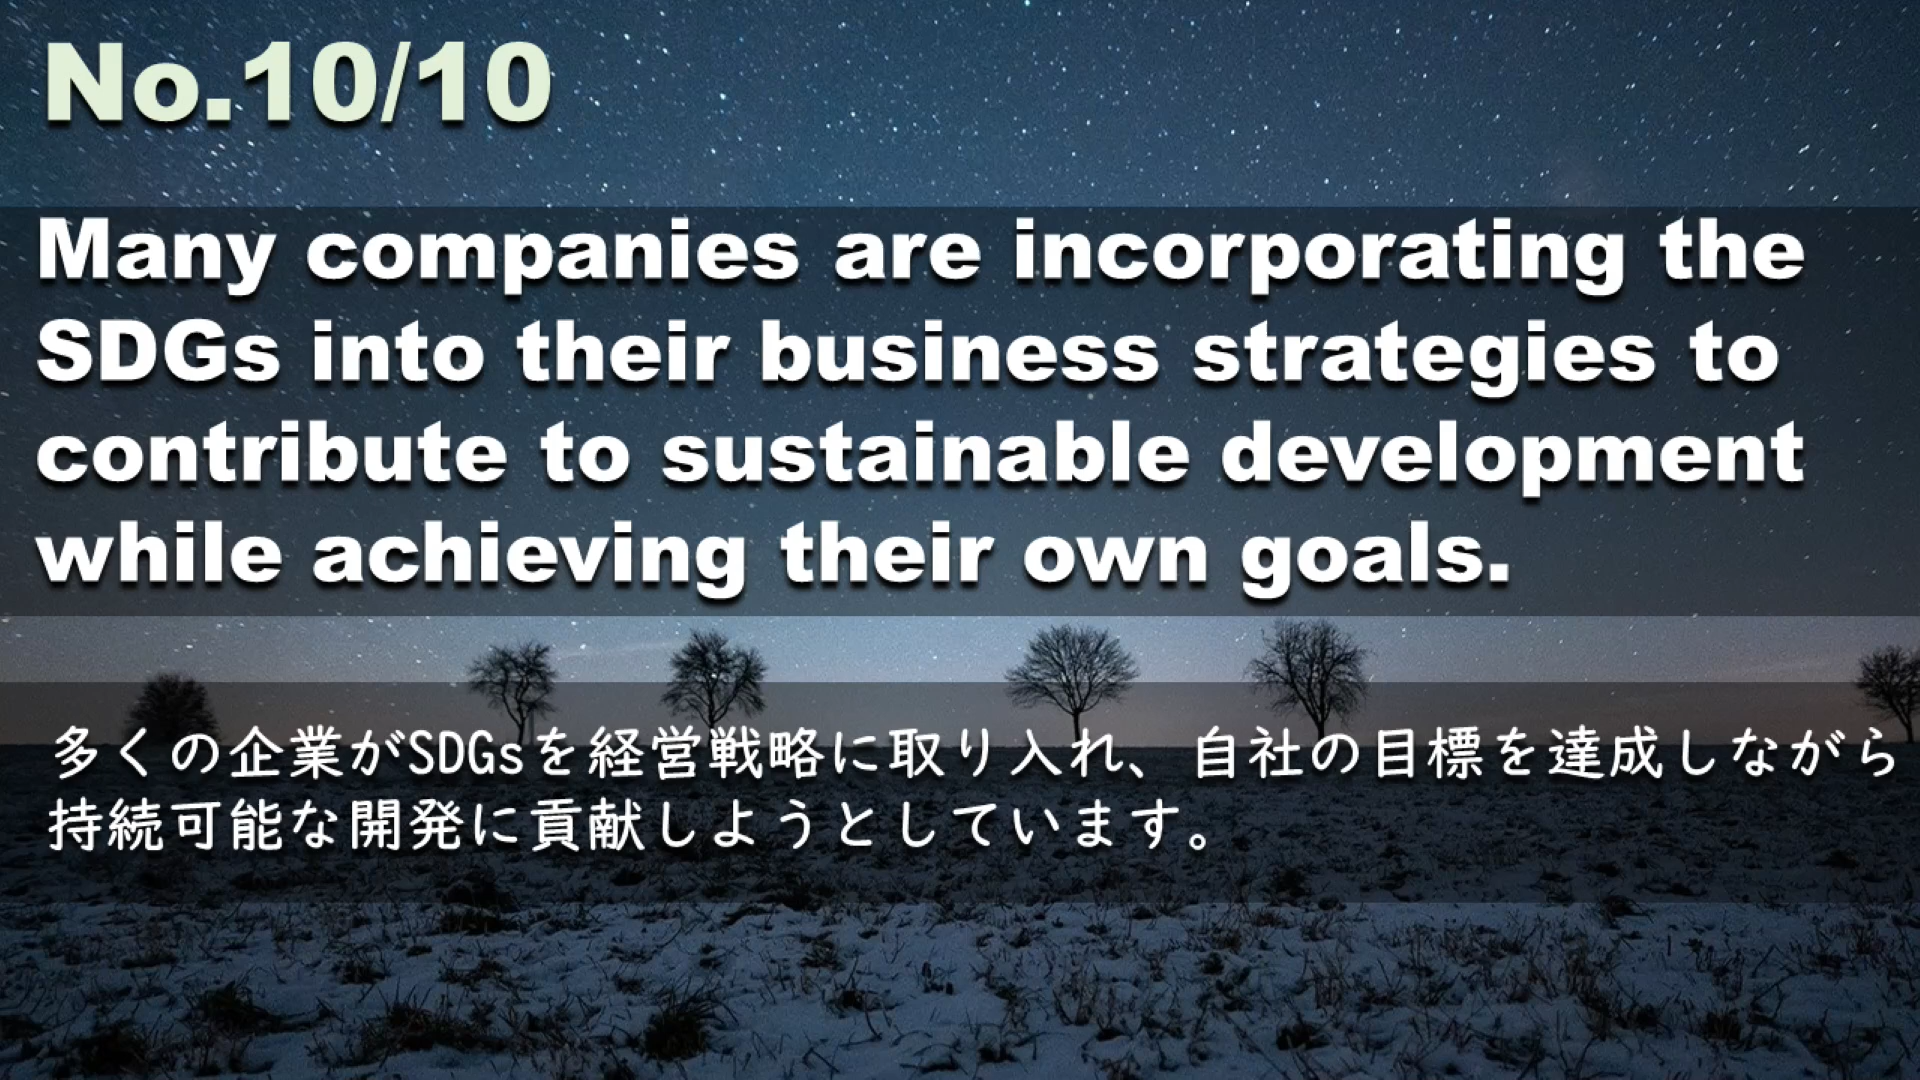 No.10/10
Many companies are incorporating the
SDGs into their business strategies to
contribute to sustainable development
while achieving their own goals.
多くの企業がSDGsを経営戦略に取り入れ、自社の目標を達成しながら
持続可能な開発に貢献しようとしています。